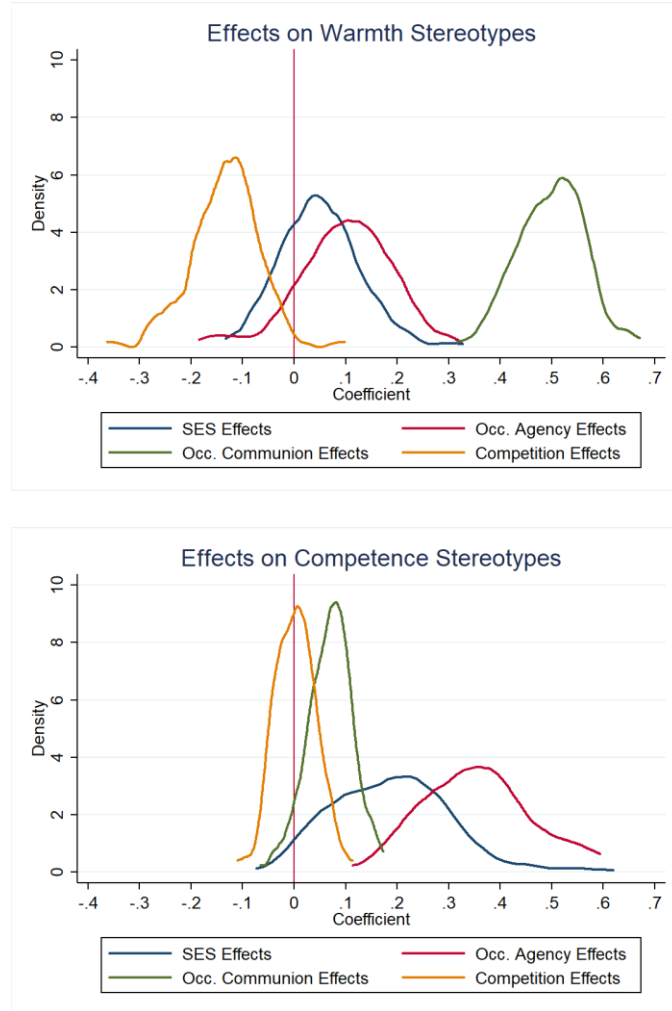 Effects on Warmth Stereotypes
10
8
6
4
2
0
Density
-.4 -.3 -.2 -.1 0 .1 .2 .3 .4 .5 .6 .7
Coefficient
SES Effects Occ. Agency Effects
Occ. Communion Effects Competition Effects
Effects on Competence Stereotypes
10
8
6
4
2
0
Density
-.4 -.3 -.2 -.1 0 .1 .2 .3 .4 .5 .6 .7
Coefficient
SES Effects Occ. Agency Effects
Occ. Communion Effects Competition Effects